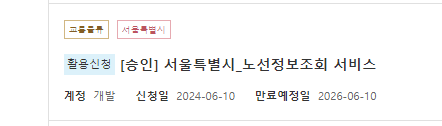 교통물류 서울특별시
활용신청 [승인] 서울특별시_노선정보조회 서비스
계정 개발 신청일 2024-06-10 만료예정일 2026-06-10